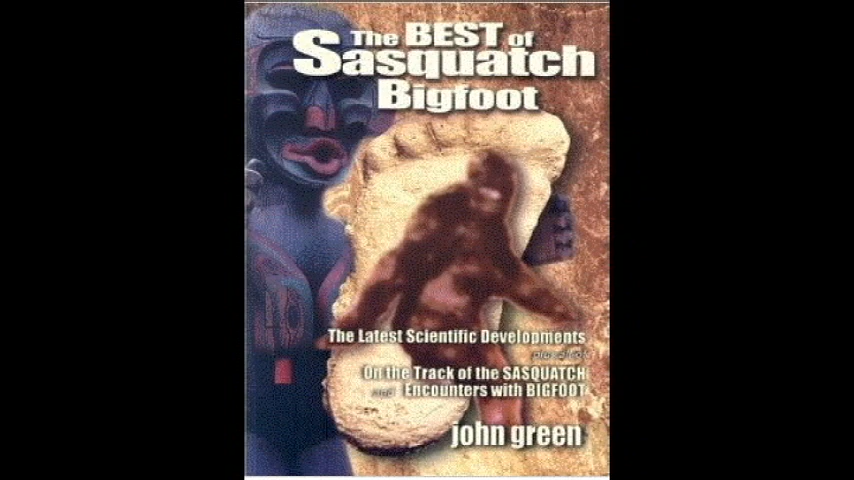 The BEST of
Sasquatch
Bigfoot
The Latest Scientific Developments
On the Track of the SASQUATCH
and Encounters with BIGFOOT
john green